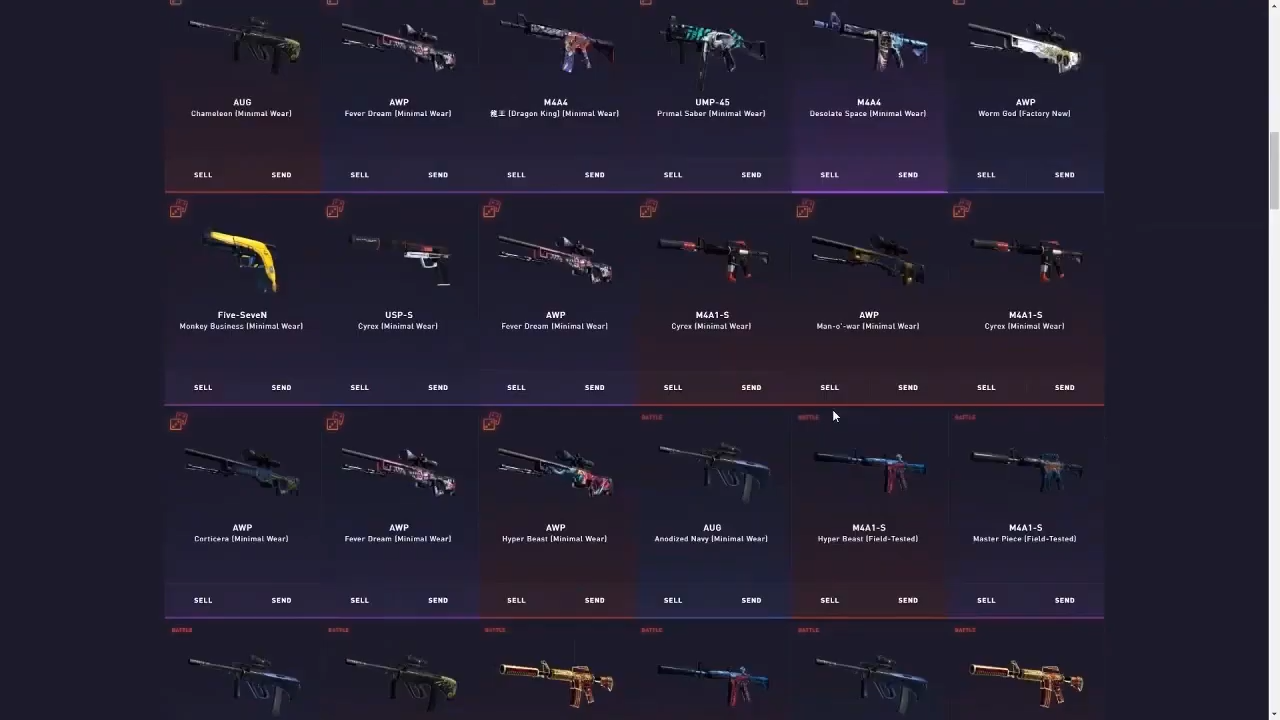 AUG
Chameleon (Minimal Wear)
AWP
Fever Dream (Minimal Wear)
M4A4
龍王 (Dragon King) (Minimal Wear)
UMP-45
Primal Saber (Minimal Wear)
M4A4
Desolate Space (Minimal Wear)
AWP
Worm God (Factory New)
SELL SEND SELL SEND SELL SEND SELL SEND SELL SEND SELL SEND
Five-SeveN
Monkey Business (Minimal Wear)
USP-S
Cyrex (Minimal Wear)
AWP
Fever Dream (Minimal Wear)
M4A1-S
Cyrex (Minimal Wear)
AWP
Man-o'-war (Minimal Wear)
M4A1-S
Cyrex (Minimal Wear)
SELL SEND SELL SEND SELL SEND SELL SEND SELL SEND SELL SEND
BATTLE BATTLE BATTLE
AWP
Corticera (Minimal Wear)
AWP
Fever Dream (Minimal Wear)
AWP
Hyper Beast (Minimal Wear)
AUG
Anodized Navy (Minimal Wear)
M4A1-S
Hyper Beast (Field-Tested)
M4A1-S
Master Piece (Field-Tested)
SELL SEND SELL SEND SELL SEND SELL SEND SELL SEND SELL SEND
BATTLE BATTLE BATTLE BATTLE BATTLE BATTLE